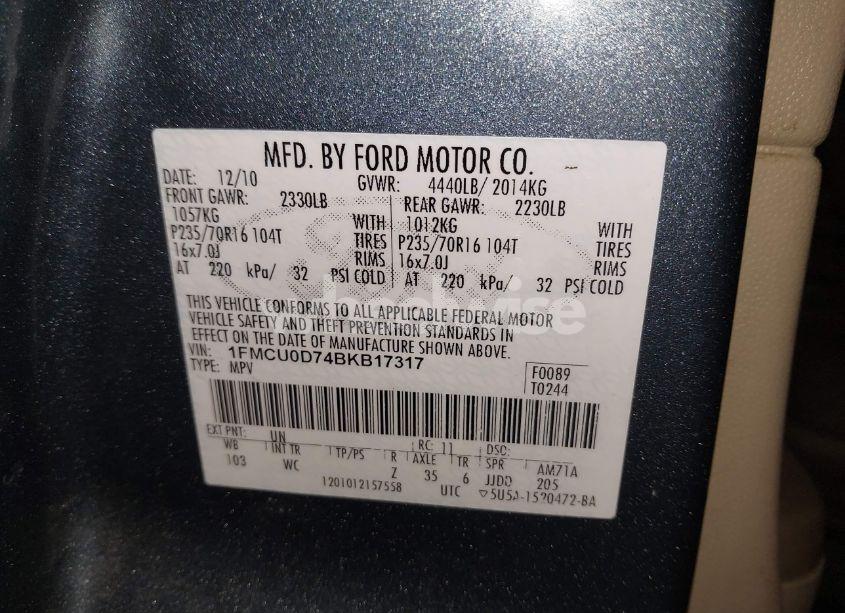 MFD. BY FORD MOTOR CO.
DATE: 12/10 GVWR: 4440LB/ 2014KG
FRONT GAWR: 2330LB REAR GAWR: 2230LB
1057KG WITH 1012KG WITH
P235/70R16 104T TIRES P235/70R16 104T TIRES
16x7.0J RIMS 16x7.0J RIMS
AT 220 kPa/ 32 PSI COLD AT 220 kPa/ 32 PSI COLD
THIS VEHICLE CONFORMS TO ALL APPLICABLE FEDERAL MOTOR
VEHICLE SAFETY AND THEFT PREVENTION STANDARDS IN
EFFECT ON THE DATE OF MANUFACTURE SHOWN ABOVE.
VIN: 1FMCU0D74BKB17317
TYPE: MPV
F0089
T0244
EXT PNT: UN RC: 11 DSO:
WB INT TR TP/PS R AXLE TR SPR AM71A
103 WC Z 35 6 JJDD 205
1201012157558 UTC ▽5U5A-1520472-BA